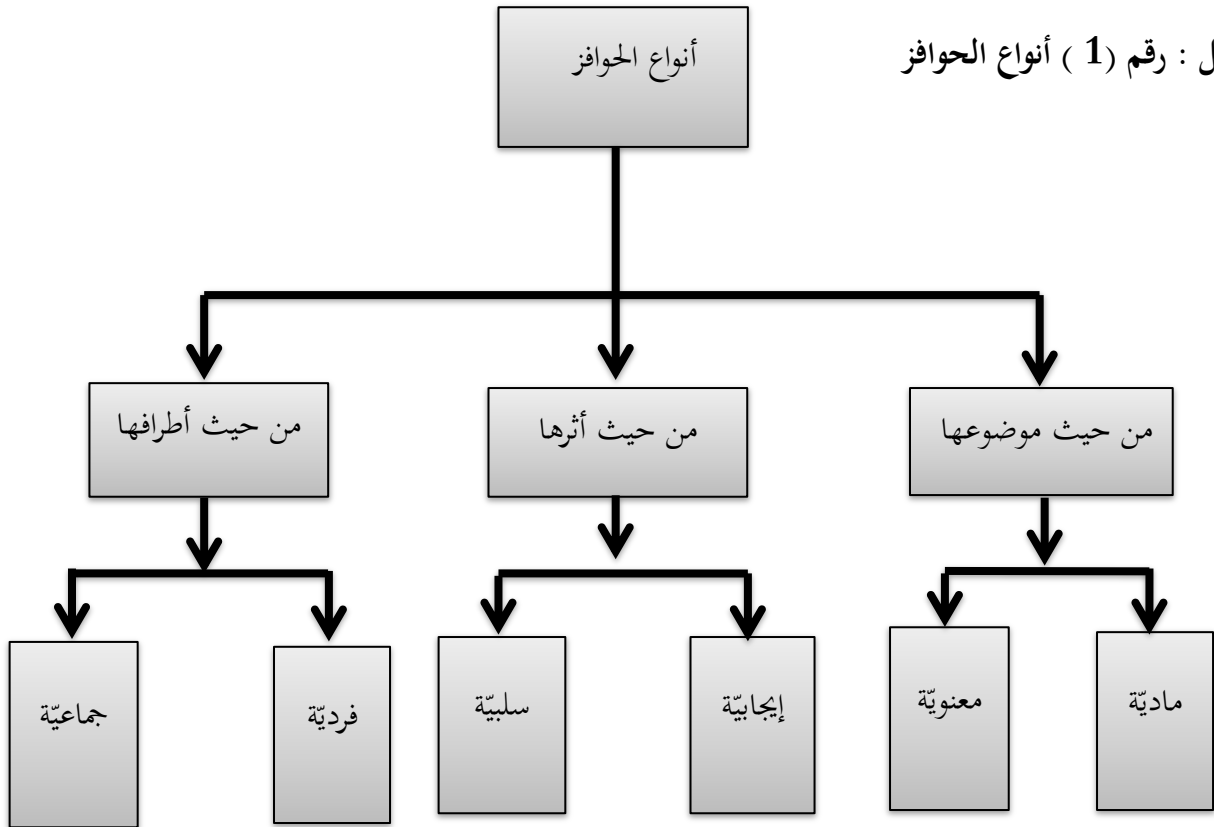 ل : رقم (1 ) أنواع الحوافز
أنواع الحوافز
من حيث موضوعها
من حيث أثرها
من حيث أطرافها
ماديّة
معنويّة
إيجابيّة
سلبيّة
فرديّة
جماعيّة